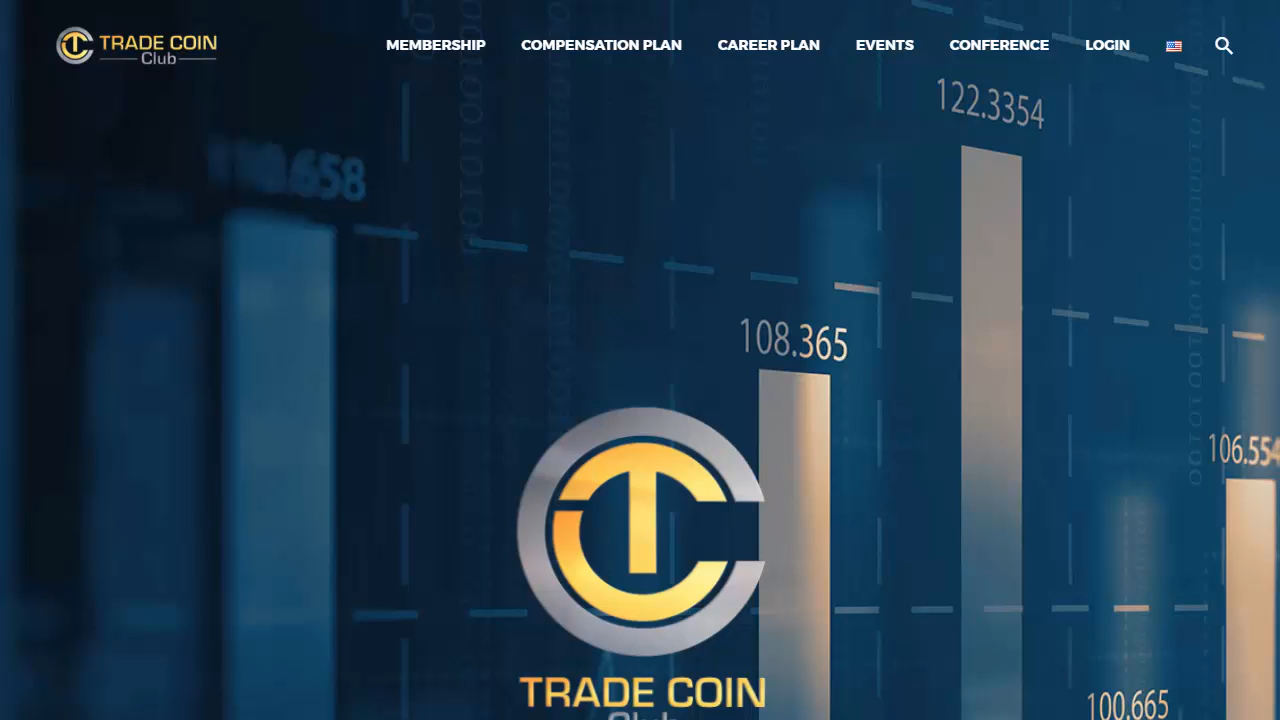 TRADE COIN
Club
MEMBERSHIP
COMPENSATION PLAN
CAREER PLAN
EVENTS
CONFERENCE
LOGIN
122.3354
108.365
106.554
TRADE COIN
Club
100.665